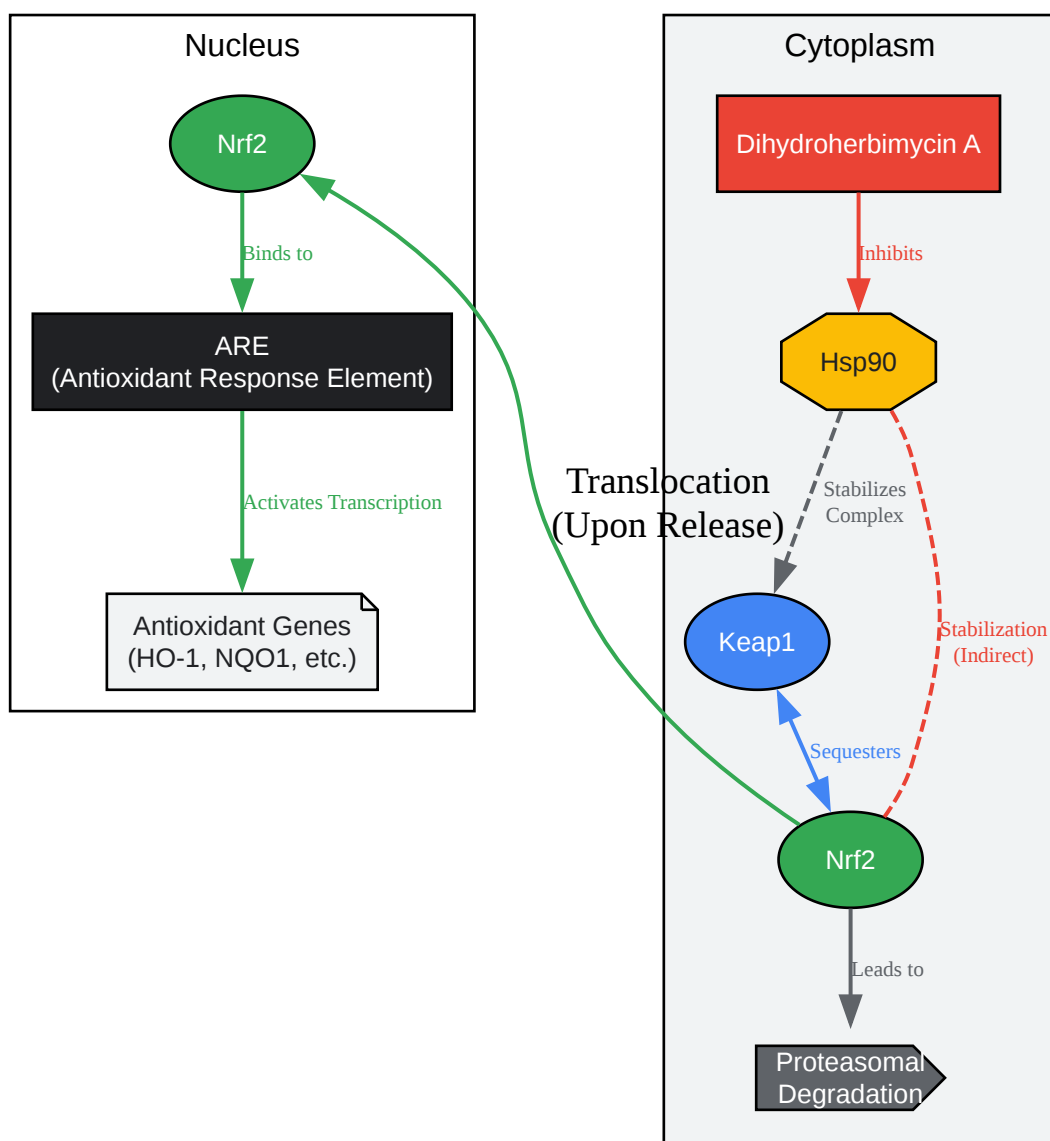 Nucleus
Nrf2
Binds to
ARE
(Antioxidant Response Element)
Activates Transcription
Antioxidant Genes
(HO-1, NQO1, etc.)
Translocation
(Upon Release)
Cytoplasm
Dihydroherbimycin A
Inhibits
Hsp90
Stabilizes
Complex
Keap1
Stabilization
(Indirect)
Sequesters
Nrf2
Leads to
Proteasomal
Degradation